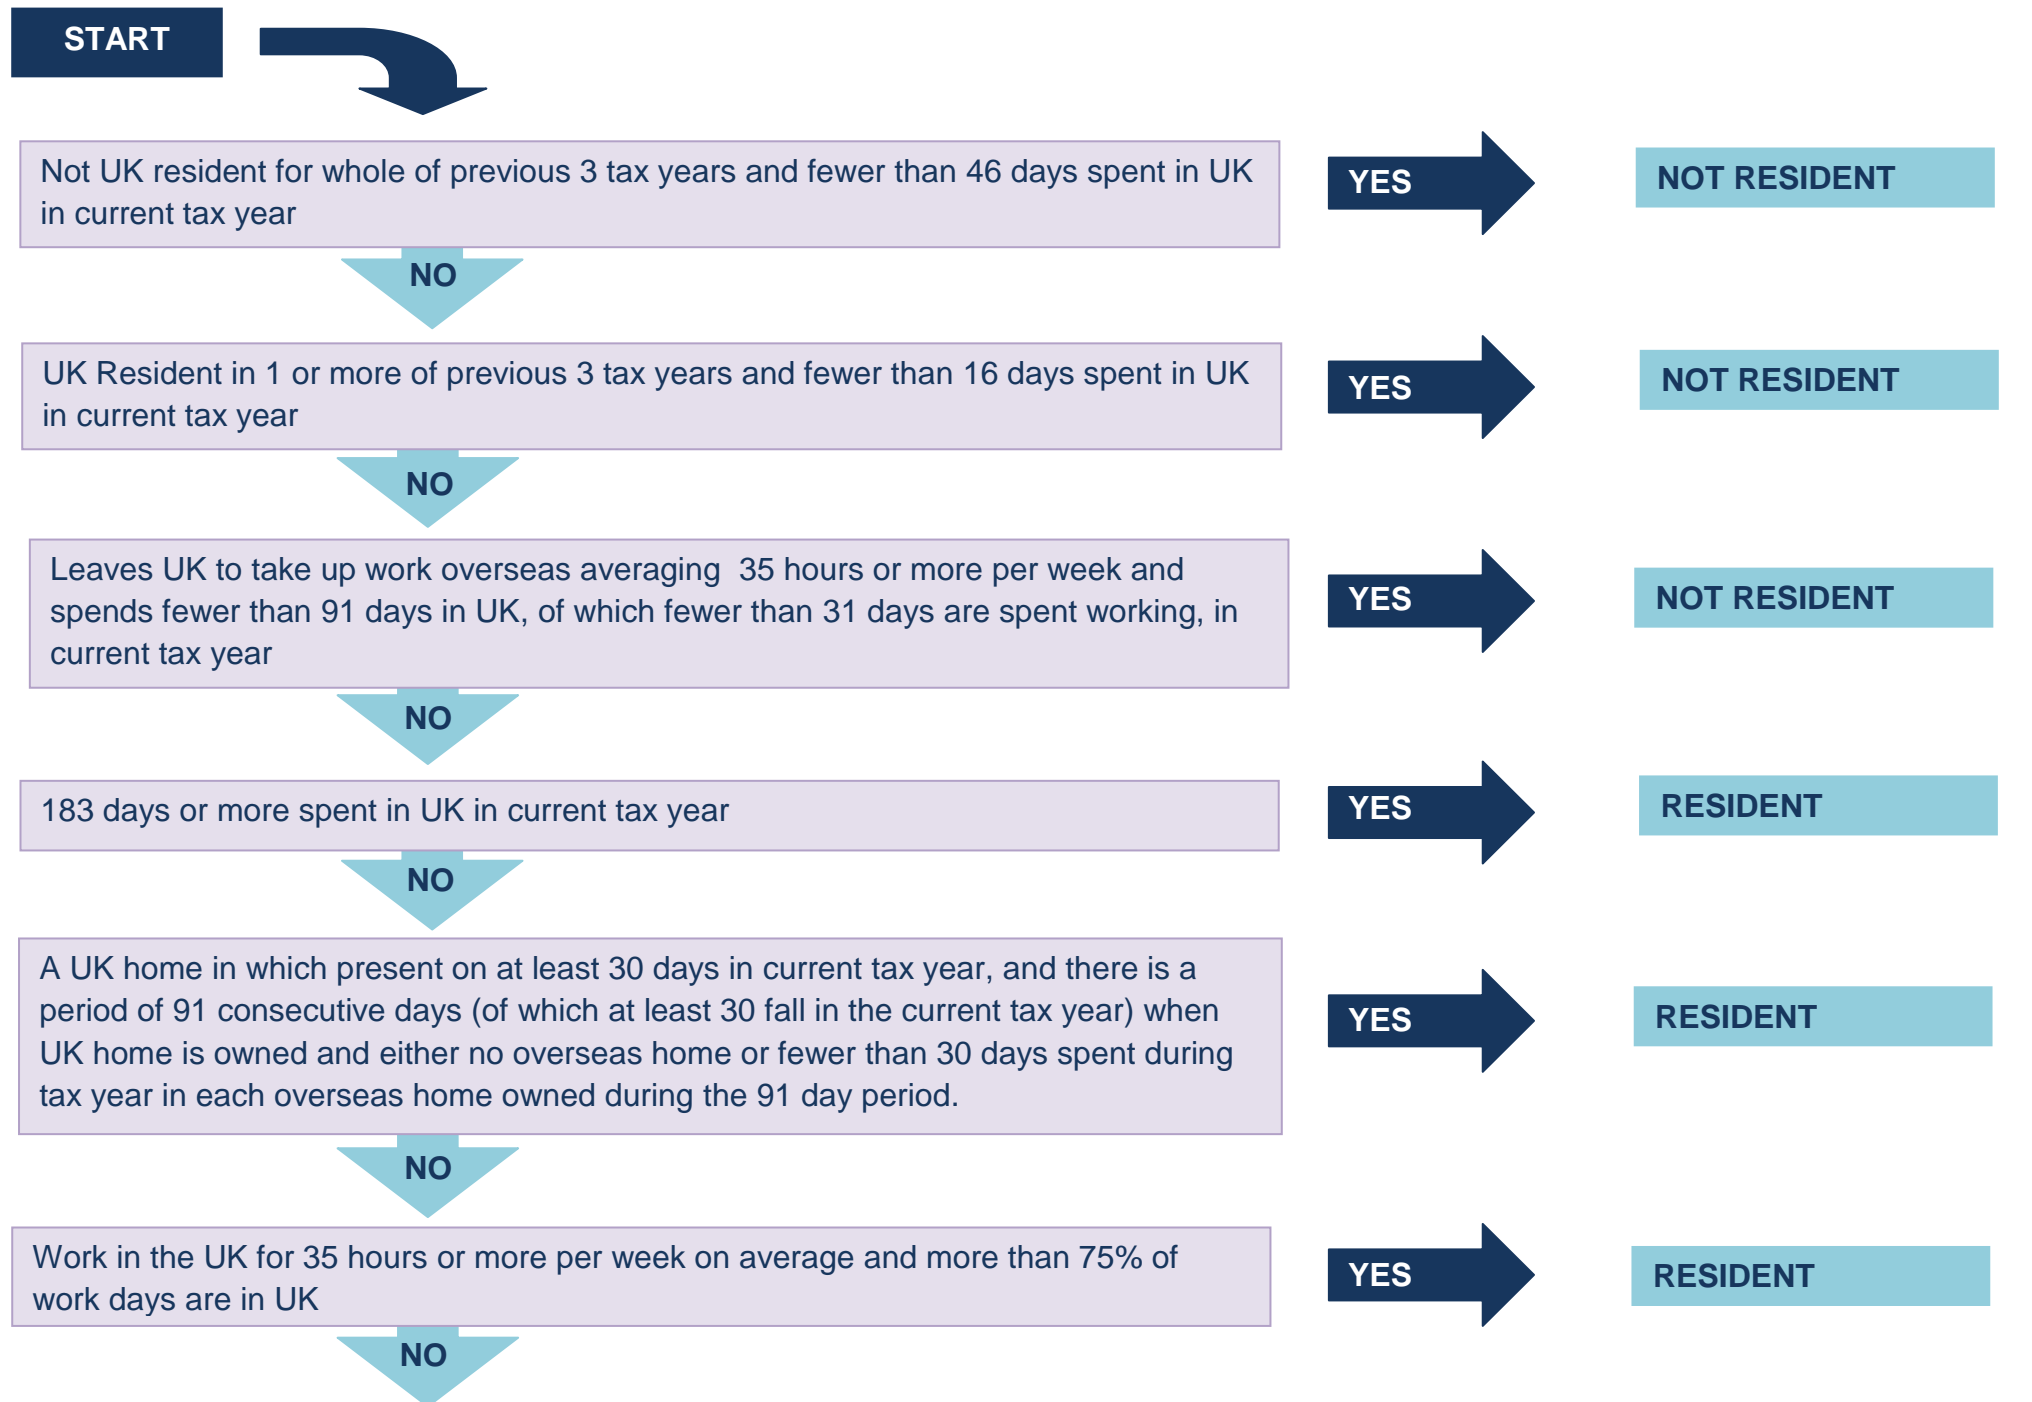 START
Not UK resident for whole of previous 3 tax years and fewer than 46 days spent in UK
in current tax year
YES
NOT RESIDENT
NO
UK Resident in 1 or more of previous 3 tax years and fewer than 16 days spent in UK
in current tax year
YES
NOT RESIDENT
NO
Leaves UK to take up work overseas averaging  35 hours or more per week and
spends fewer than 91 days in UK, of which fewer than 31 days are spent working, in
current tax year
YES
NOT RESIDENT
NO
183 days or more spent in UK in current tax year
YES
RESIDENT
NO
A UK home in which present on at least 30 days in current tax year, and there is a
period of 91 consecutive days (of which at least 30 fall in the current tax year) when
UK home is owned and either no overseas home or fewer than 30 days spent during
tax year in each overseas home owned during the 91 day period.
YES
RESIDENT
NO
Work in the UK for 35 hours or more per week on average and more than 75% of
work days are in UK
YES
RESIDENT
NO